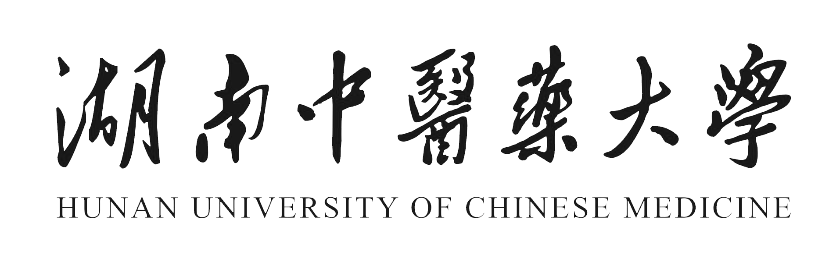 湖南中醫藥大學
HUNAN UNIVERSITY OF CHINESE MEDICINE